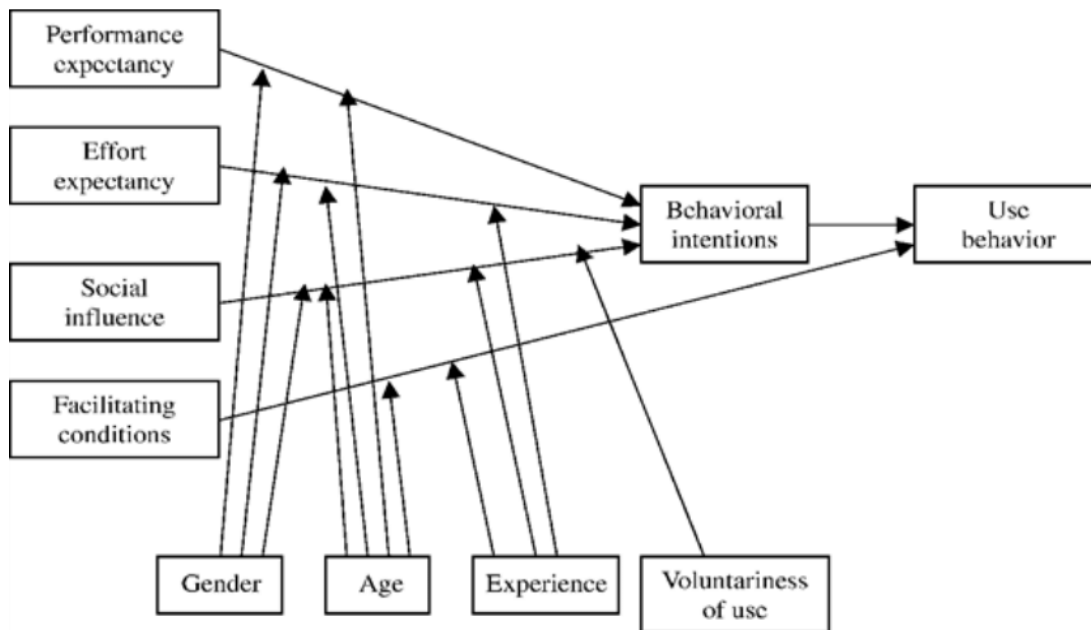 Performance
expectancy
Effort
expectancy
Social
influence
Facilitating
conditions
Behavioral
intentions
Use
behavior
Gender
Age
Experience
Voluntariness
of use